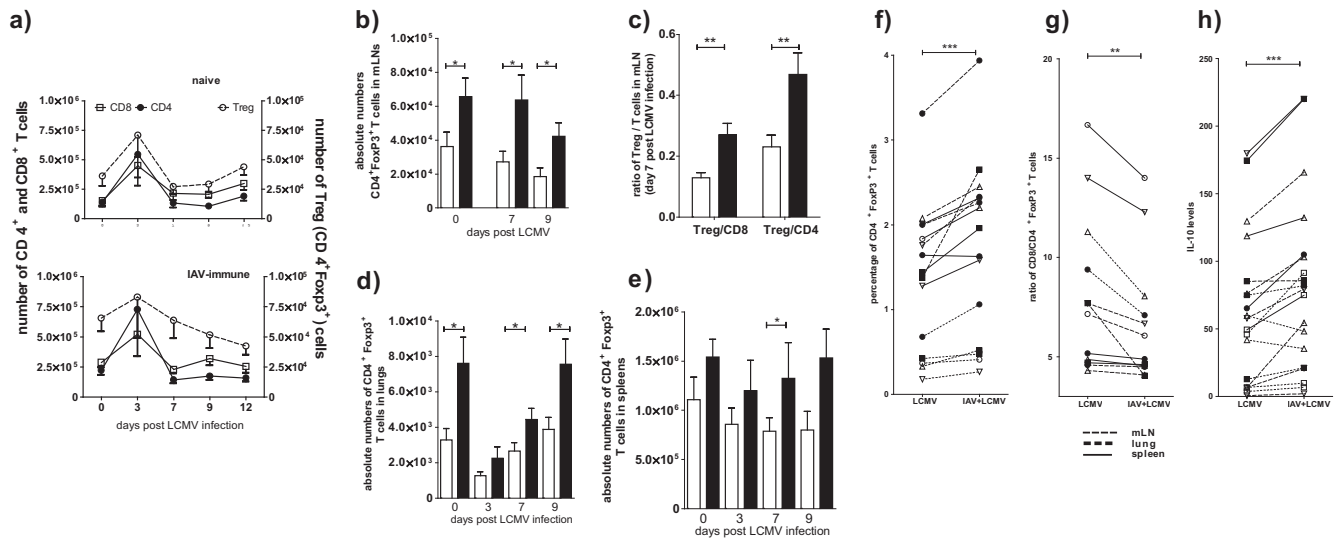 a)
naive
CD8
CD4
Treg
number of CD 4⁺ and CD8 ⁺ T cells
number of Treg (CD 4⁺Foxp3⁺) cells
1.0×10⁶
7.5×10⁵
5.0×10⁵
2.5×10⁵
0
1.0×10⁵
7.5×10⁴
5.0×10⁴
2.5×10⁴
0
IAV-immune
1.0×10⁶
7.5×10⁵
5.0×10⁵
2.5×10⁵
0
1.0×10⁵
7.5×10⁴
5.0×10⁴
2.5×10⁴
0
0 3 7 9 12
days post LCMV infection
b)
absolute numbers
CD4⁺FoxP3⁺T cells in mLNs
1.0×10⁵
8.0×10⁴
6.0×10⁴
4.0×10⁴
2.0×10⁴
0
* * *
0 7 9
days post LCMV
c)
ratio of Treg / T cells in mLN
(day 7 post LCMV infection)
0.6
0.4
0.2
0.0
** **
Treg/CD8 Treg/CD4
d)
absolute numbers of CD4 ⁺ Foxp3⁺
T cells in lungs
1.0×10⁴
8.0×10³
6.0×10³
4.0×10³
2.0×10³
0
* * *
0 3 7 9
days post LCMV infection
e)
absolute numbers of CD4⁺ Foxp3⁺
T cells in spleens
2.0×10⁶
1.5×10⁶
1.0×10⁶
5.0×10⁵
0
*
0 3 7 9
days post LCMV infection
f)
percentage of CD4 ⁺ FoxP3 ⁺ T cells
***
4
3
2
1
0
LCMV IAV+LCMV
g)
ratio of CD8/CD4 ⁺ FoxP3 ⁺ T cells
**
20
15
10
5
LCMV IAV+LCMV
mLN
lung
spleen
h)
IL-10 levels
***
250
200
150
100
50
0
LCMV IAV+LCMV